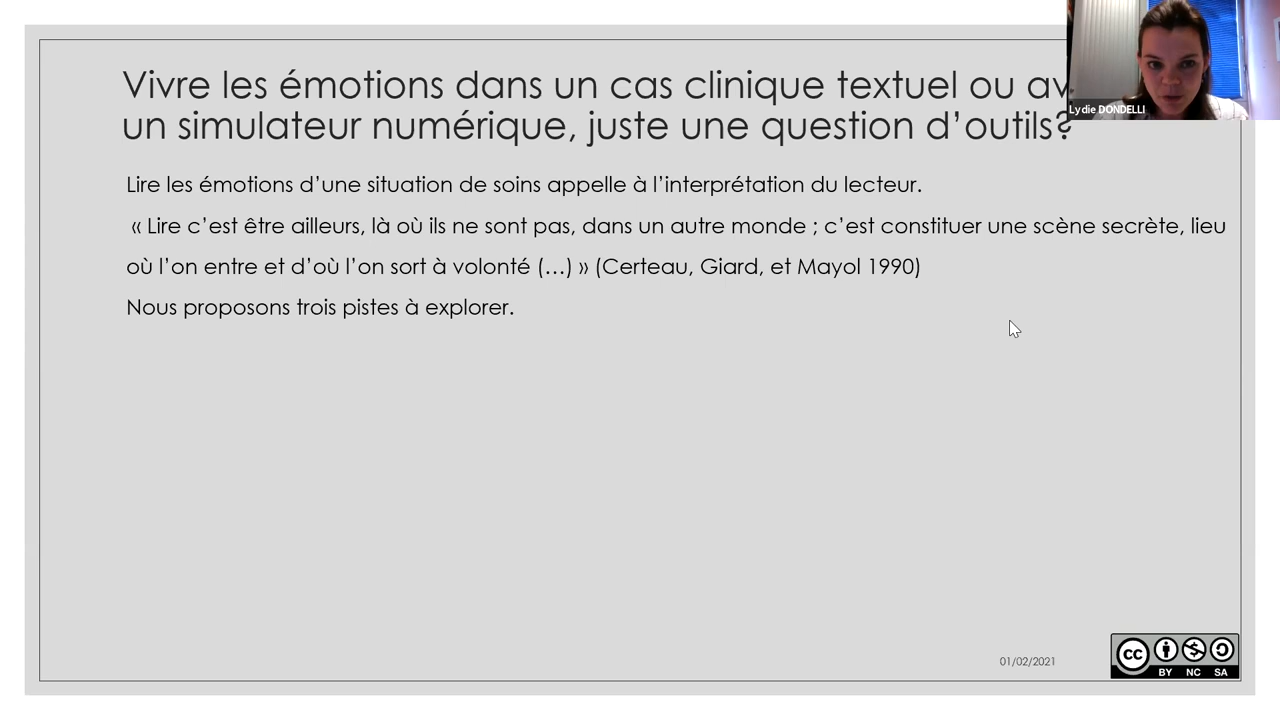 Vivre les émotions dans un cas clinique textuel ou av
un simulateur numérique, juste une question d’outils?
Lydie DONDELLI
Lire les émotions d’une situation de soins appelle à l’interprétation du lecteur.
« Lire c’est être ailleurs, là où ils ne sont pas, dans un autre monde ; c’est constituer une scène secrète, lieu
où l’on entre et d’où l’on sort à volonté (…) » (Certeau, Giard, et Mayol 1990)
Nous proposons trois pistes à explorer.
01/02/2021
cc
BY NC SA